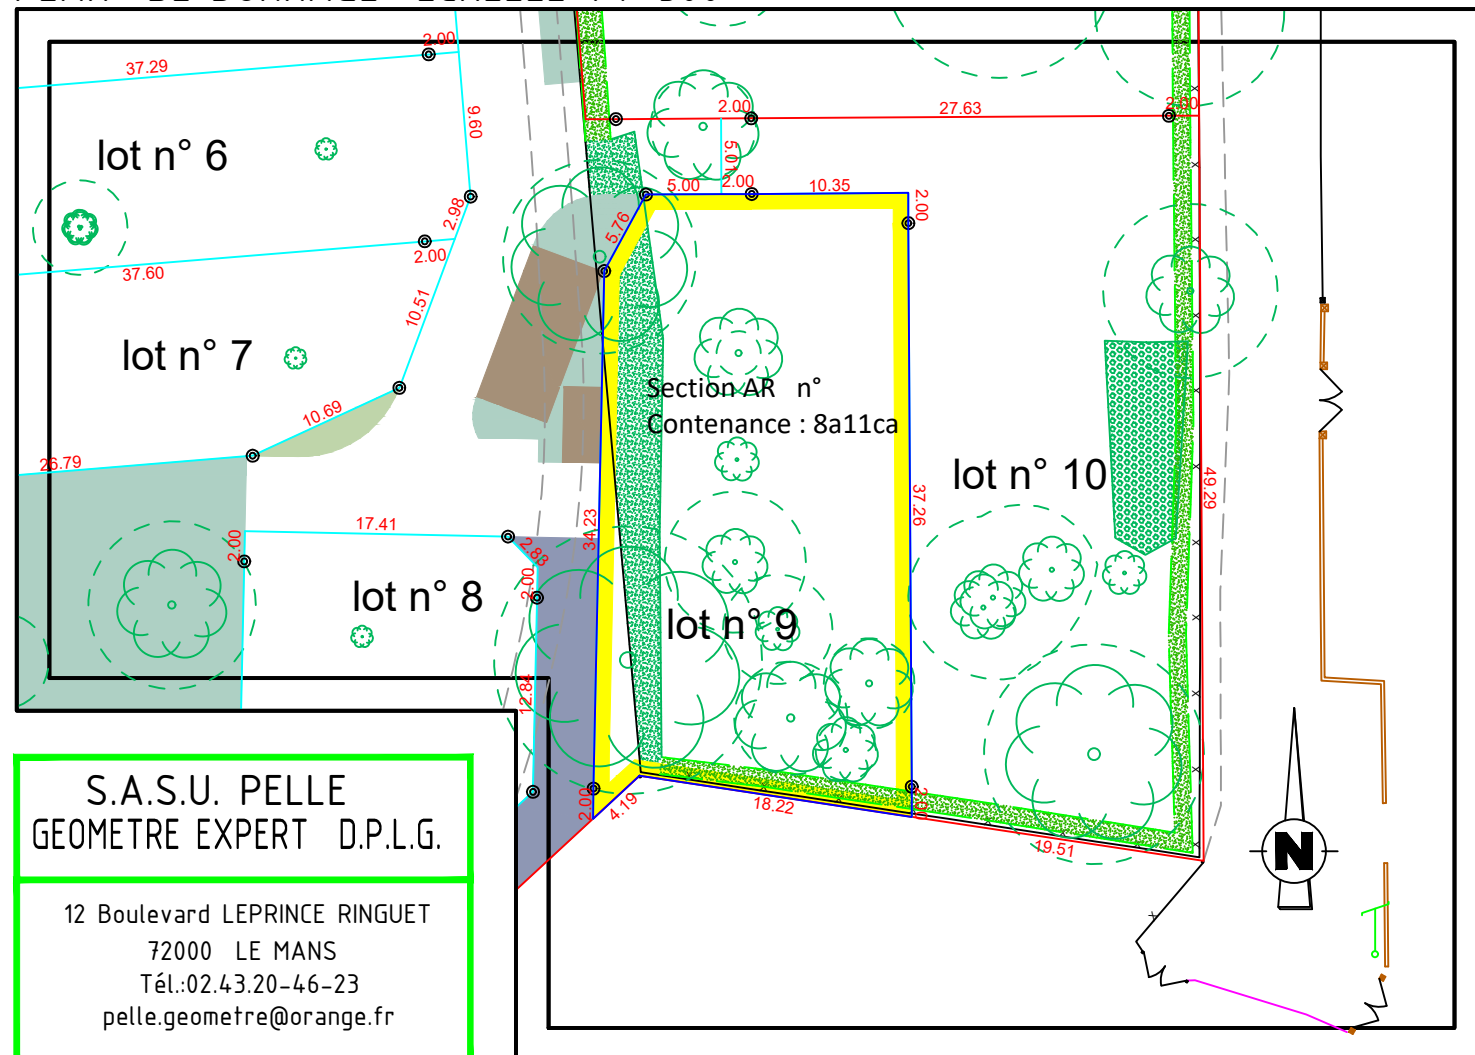 2.00
37.29
9.60
2.00
27.63
2.00
lot n° 6
5.01
5.00
2.00
10.35
2.00
2.98
5.76
2.00
37.60
10.51
lot n° 7
Section AR n°
Contenance : 8a11ca
10.69
26.79
lot n° 10
49.29
37.26
17.41
34.23
2.00
2.83
2.00
lot n° 8
lot n° 9
12.84
2.00
4.19
18.22
2.00
19.51
N
S.A.S.U. PELLE
GEOMETRE EXPERT D.P.L.G.
12 Boulevard LEPRINCE RINGUET
72000 LE MANS
Tél.:02.43.20-46-23
pelle.geometre@orange.fr